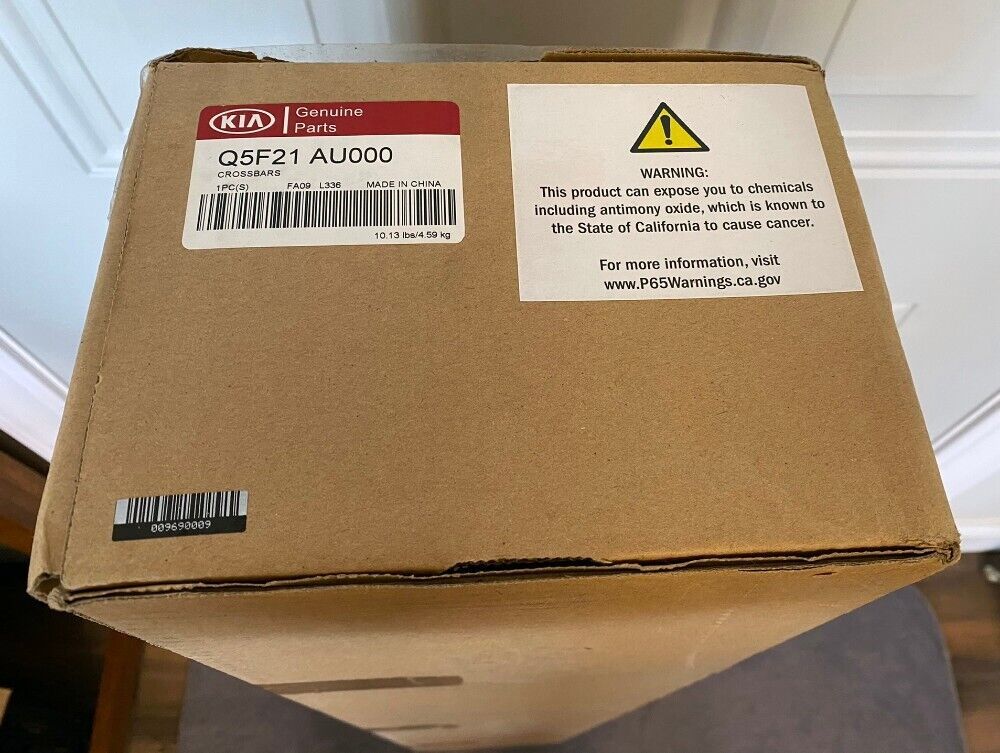 KIA
Genuine
Parts
Q5F21 AU000
CROSSBARS
1PC(S) FA09 L336 MADE IN CHINA
10.13 lbs/4.59 kg
WARNING:
This product can expose you to chemicals
including antimony oxide, which is known to
the State of California to cause cancer.
For more information, visit
www.P65Warnings.ca.gov
009690009